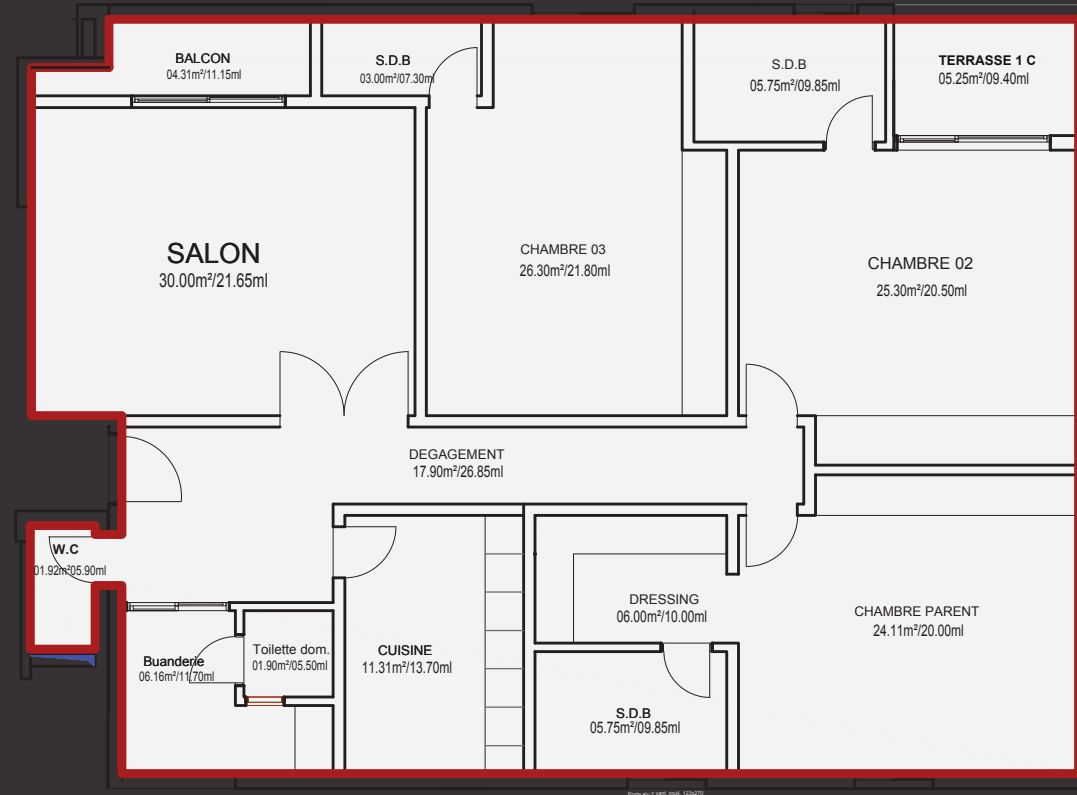 BALCON
04.31m²/11.15ml
S.D.B
03.00m²/07.30ml
S.D.B
05.75m²/09.85ml
TERRASSE 1 C
05.25m²/09.40ml
SALON
30.00m²/21.65ml
CHAMBRE 03
26.30m²/21.80ml
CHAMBRE 02
25.30m²/20.50ml
DEGAGEMENT
17.90m²/26.85ml
W.C
01.92m²05.90ml
DRESSING
06.00m²/10.00ml
CHAMBRE PARENT
24.11m²/20.00ml
Buanderie
06.16m²/11.70ml
Toilette dom.
01.90m²/05.50ml
CUISINE
11.31m²/13.70ml
S.D.B
05.75m²/09.85ml